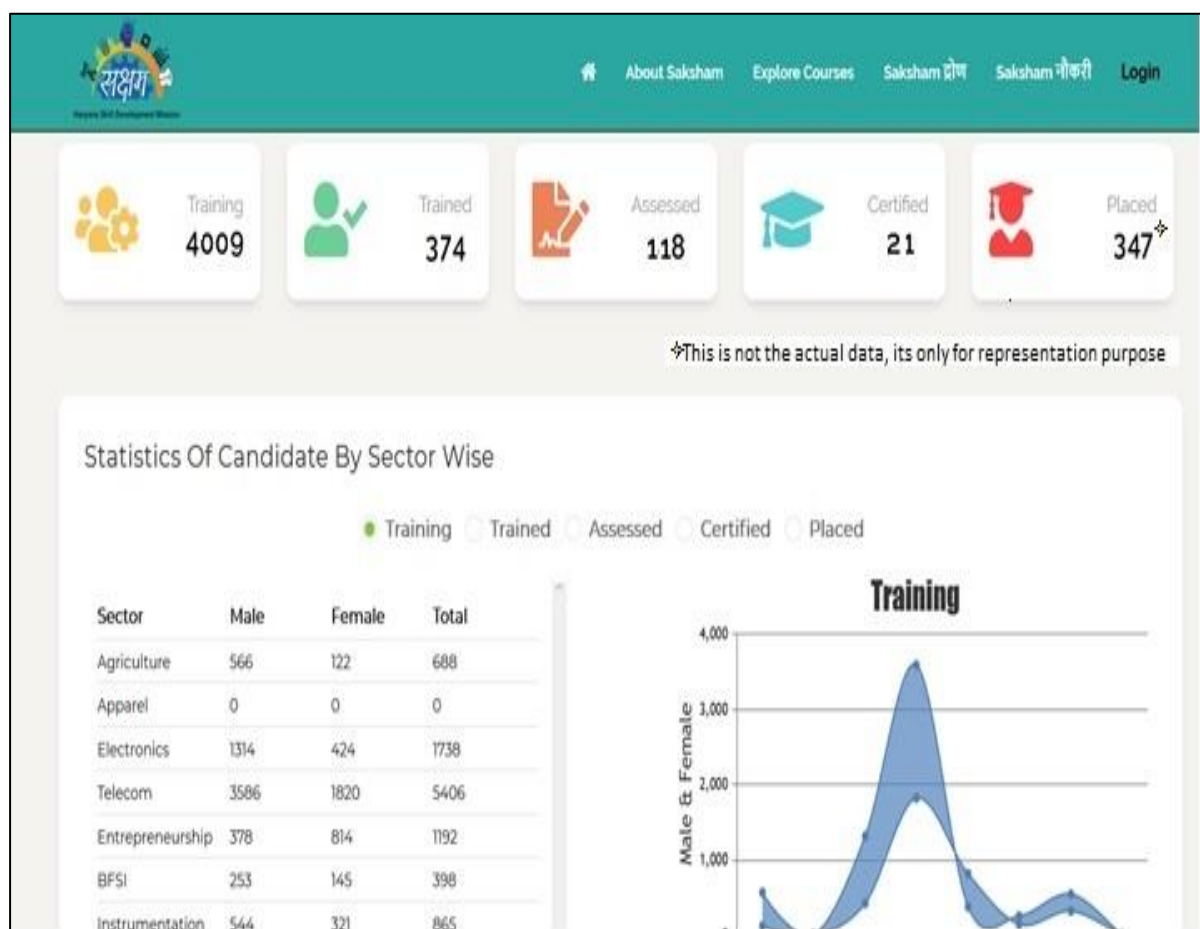 सक्षम
Haryana Skill Development Mission
About Saksham
Explore Courses
Saksham द्रोण
Saksham नौकरी
Login
Training
4009
Trained
374
Assessed
118
Certified
21
Placed
347✧
✧This is not the actual data, its only for representation purpose
Statistics Of Candidate By Sector Wise
Training Trained Assessed Certified Placed
Sector Male Female Total
Agriculture 566 122 688
Apparel 0 0 0
Electronics 1314 424 1738
Telecom 3586 1820 5406
Entrepreneurship 378 814 1192
BFSI 253 145 398
Instrumentation 544 321 865
Training
4,000
3,000
2,000
1,000
Male & Female